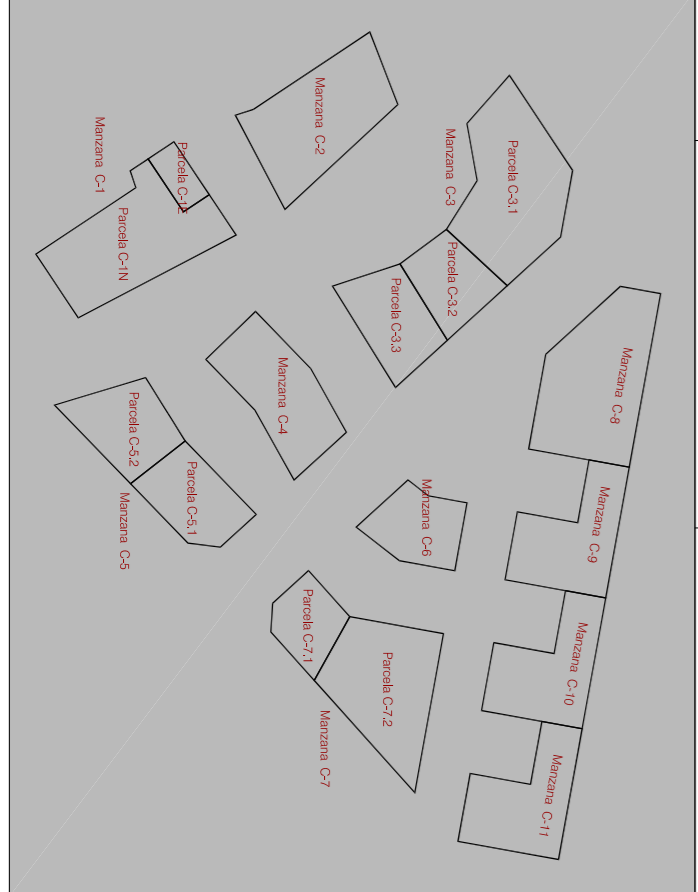 Manzana C-1
Parcela C-1E
Parcela C-1N
Manzana C-2
Manzana C-3
Parcela C-3.1
Parcela C-3.2
Parcela C-3.3
Manzana C-4
Parcela C-5.2
Parcela C-5.1
Manzana C-5
Manzana C-6
Parcela C-7.1
Parcela C-7.2
Manzana C-7
Manzana C-8
Manzana C-9
Manzana C-10
Manzana C-11